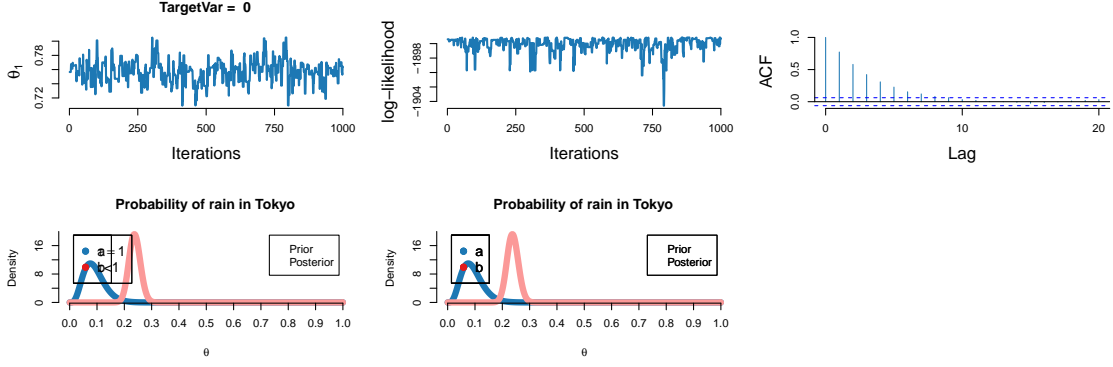 TargetVar = 0
θ1
0.78
0.72
0
250
500
750
1000
Iterations
log−likelihood
−1898
−1904
0
250
500
750
1000
Iterations
ACF
1.0
0.5
0.0
0
10
20
Lag
Probability of rain in Tokyo
Density
16
8
0
a = 1
b<1
Prior
Posterior
0.0 0.1 0.2 0.3 0.4 0.5 0.6 0.7 0.8 0.9 1.0
θ
Probability of rain in Tokyo
Density
16
8
0
a
b
Prior
Posterior
0.0 0.1 0.2 0.3 0.4 0.5 0.6 0.7 0.8 0.9 1.0
θ